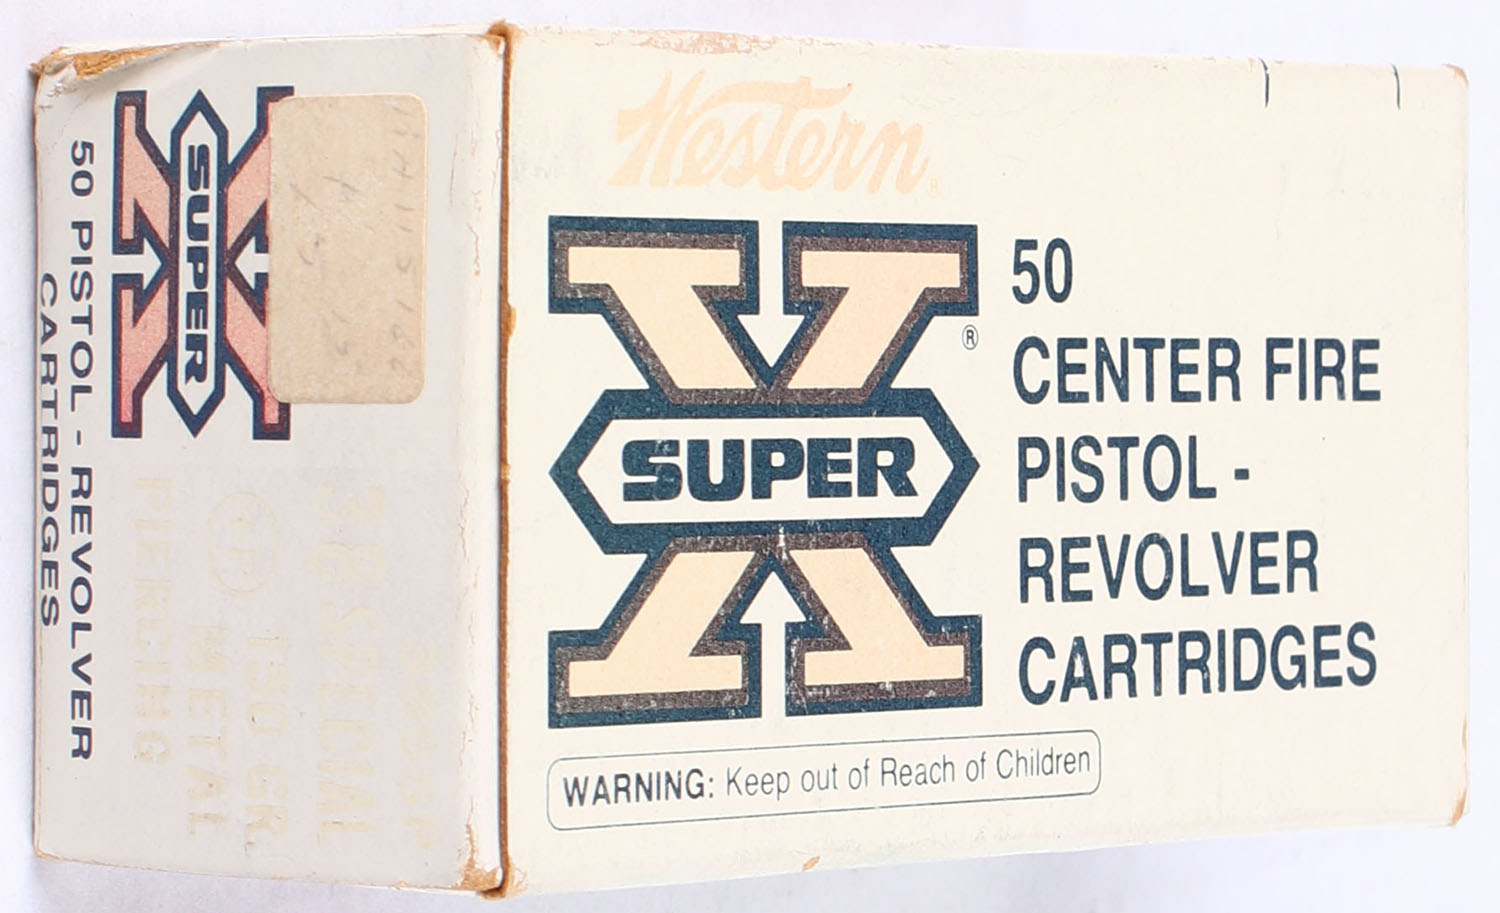 Western®
SUPER X
®
50
CENTER FIRE
PISTOL -
REVOLVER
CARTRIDGES
WARNING: Keep out of Reach of Children
SUPER X
50 PISTOL - REVOLVER
CARTRIDGES
38 SPECIAL
150 GR.
METAL
PIERCING